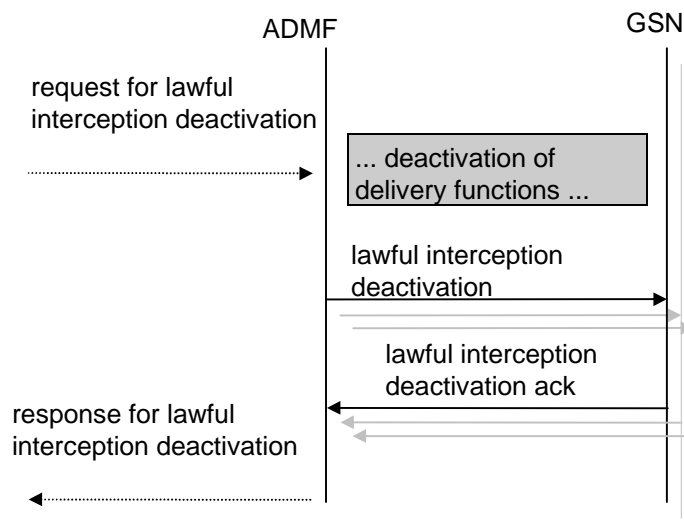 ADMF
GSN
request for lawful
interception deactivation
... deactivation of
delivery functions ...
lawful interception
deactivation
lawful interception
deactivation ack
response for lawful
interception deactivation